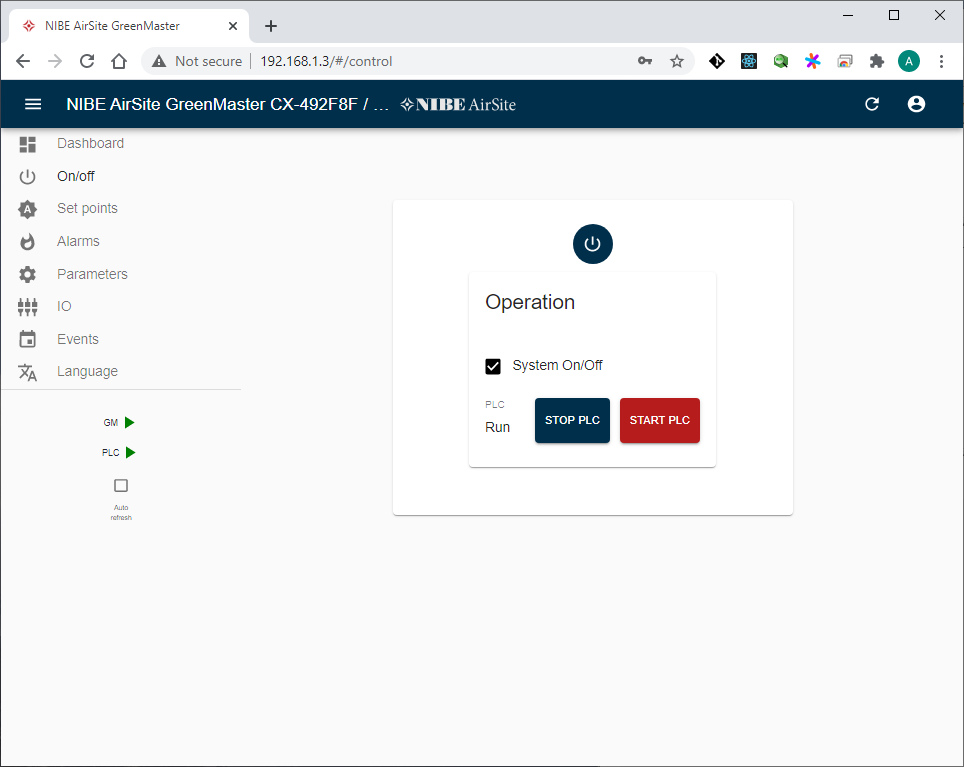 NIBE AirSite GreenMaster
Not secure
192.168.1.3/#/control
A
NIBE AirSite GreenMaster CX-492F8F / ...
NIBE AirSite
Dashboard
On/off
A
Set points
Alarms
Parameters
IO
Events
Language
GM
PLC
Auto
refresh
Operation
System On/Off
PLC
Run
STOP PLC
START PLC